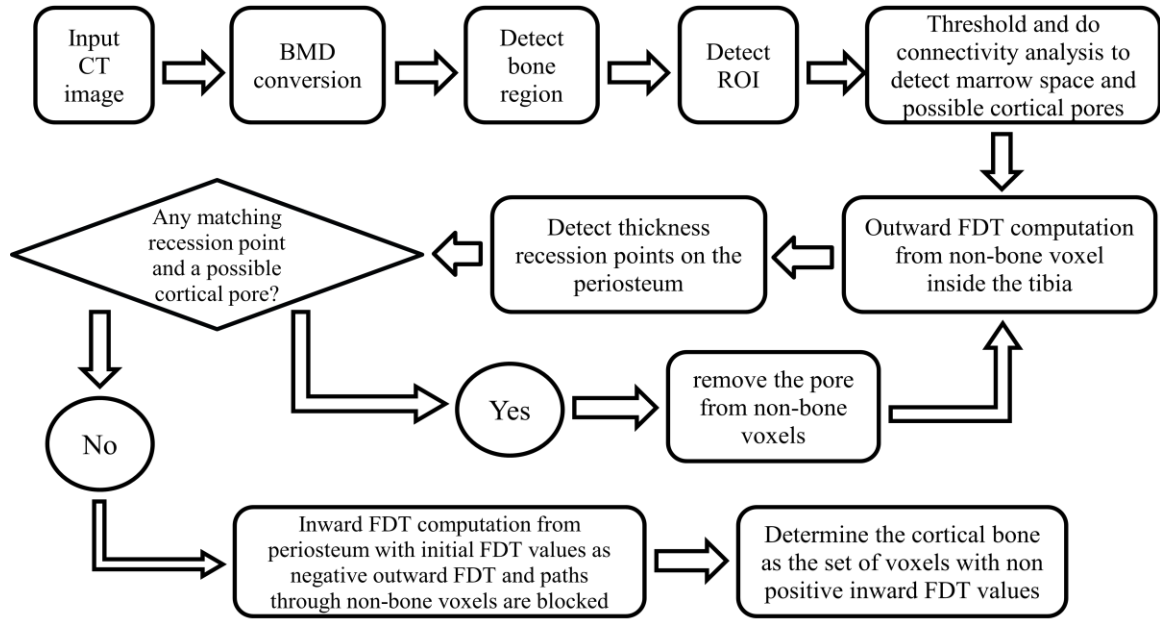 Input
CT
image
BMD
conversion
Detect
bone
region
Detect
ROI
Threshold and do
connectivity analysis to
detect marrow space and
possible cortical pores
Outward FDT computation
from non-bone voxel
inside the tibia
Detect thickness
recession points on the
periosteum
Any matching
recession point
and a possible
cortical pore?
Yes
remove the pore
from non-bone
voxels
No
Inward FDT computation from
periosteum with initial FDT values as
negative outward FDT and paths
through non-bone voxels are blocked
Determine the cortical bone
as the set of voxels with non
positive inward FDT values